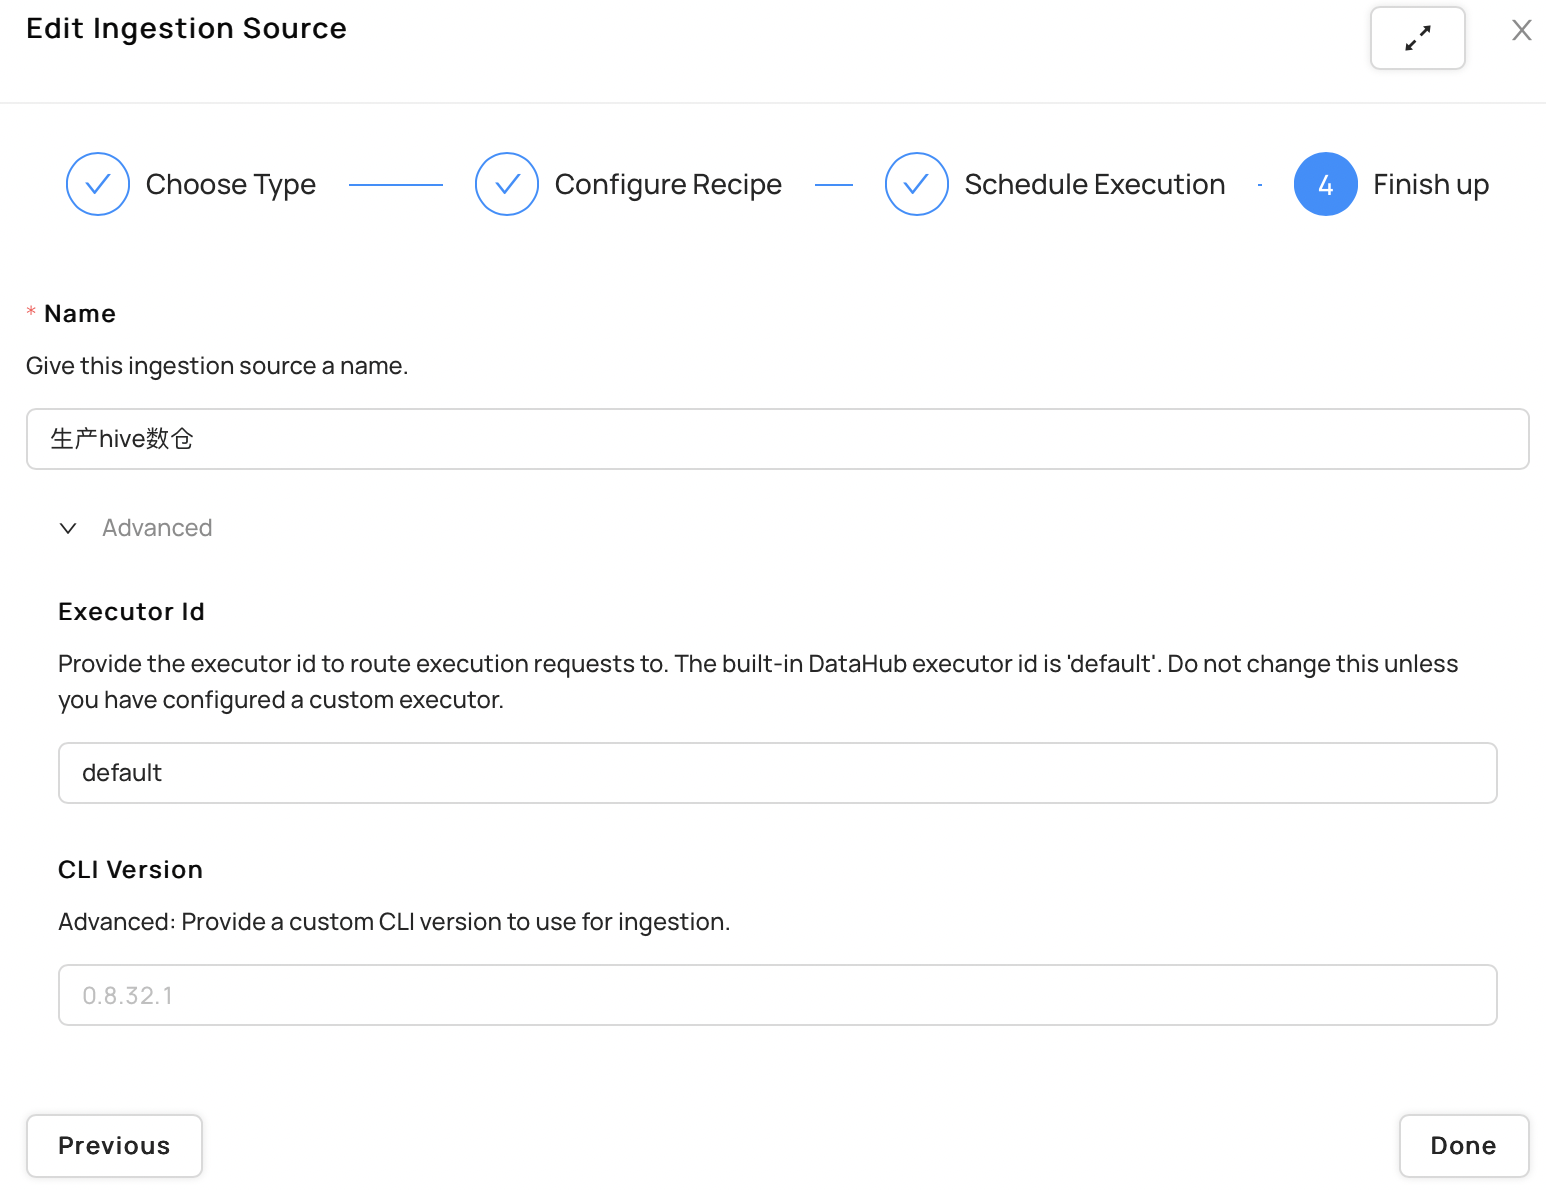 Edit Ingestion Source
Choose Type
Configure Recipe
Schedule Execution
4
Finish up
* Name
Give this ingestion source a name.
生产hive数仓
Advanced
Executor Id
Provide the executor id to route execution requests to. The built-in DataHub executor id is 'default'. Do not change this unless
you have configured a custom executor.
default
CLI Version
Advanced: Provide a custom CLI version to use for ingestion.
0.8.32.1
Previous
Done